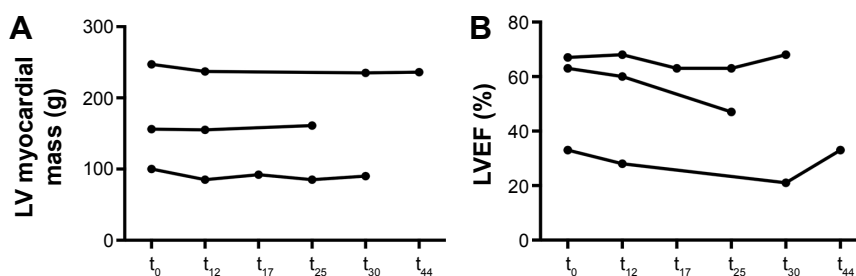 A
LV myocardial
mass (g)
300
200
100
0
t₀ t₁₂ t₁₇ t₂₅ t₃₀ t₄₄
B
LVEF (%)
80
60
40
20
0
t₀ t₁₂ t₁₇ t₂₅ t₃₀ t₄₄